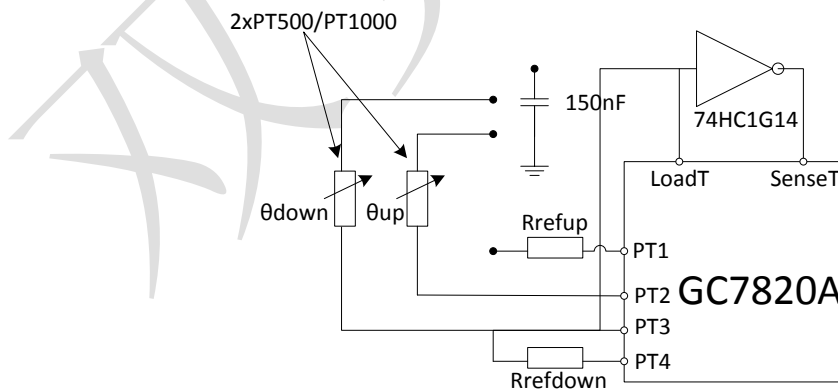 2xPT500/PT1000
150nF
74HC1G14
LoadT
SenseT
θdown
θup
Rrefup
PT1
PT2
GC7820A
PT3
PT4
Rrefdown